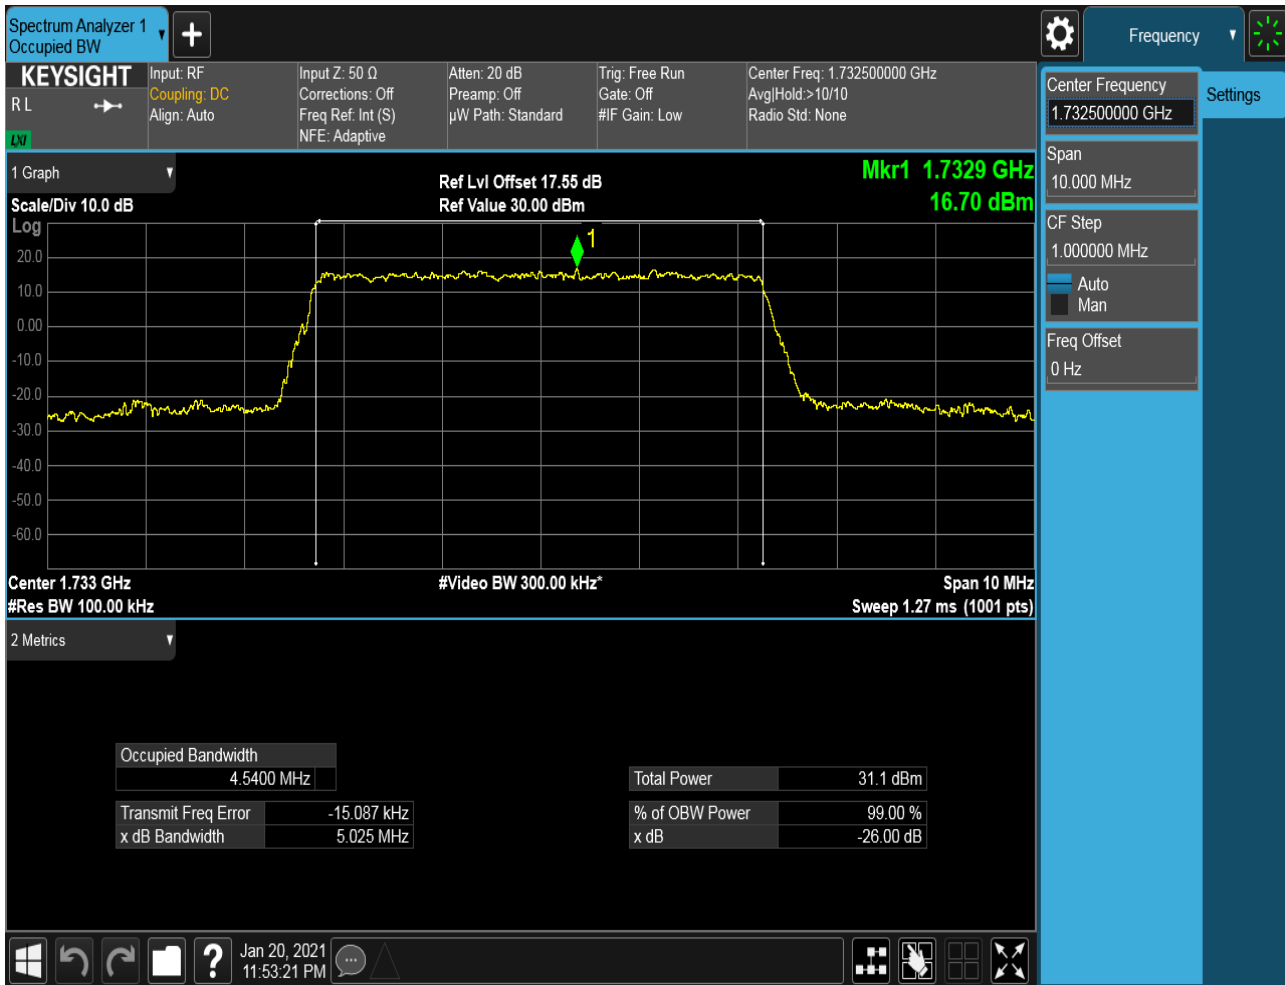 Spectrum Analyzer 1
Occupied BW
Frequency
KEYSIGHT
R L
LXI
Input: RF
Coupling: DC
Align: Auto
Input Z: 50 Ω
Corrections: Off
Freq Ref: Int (S)
NFE: Adaptive
Atten: 20 dB
Preamp: Off
µW Path: Standard
Trig: Free Run
Gate: Off
#IF Gain: Low
Center Freq: 1.732500000 GHz
Avg|Hold:>10/10
Radio Std: None
Center Frequency
1.732500000 GHz
Settings
Span
10.000 MHz
CF Step
1.000000 MHz
Auto
Man
Freq Offset
0 Hz
1 Graph
Ref Lvl Offset 17.55 dB
Mkr1 1.7329 GHz
Scale/Div 10.0 dB
Ref Value 30.00 dBm
16.70 dBm
Log
1
20.0
10.0
0.00
-10.0
-20.0
-30.0
-40.0
-50.0
-60.0
Center 1.733 GHz
#Video BW 300.00 kHz*
Span 10 MHz
#Res BW 100.00 kHz
Sweep 1.27 ms (1001 pts)
2 Metrics
Occupied Bandwidth
4.5400 MHz
Total Power 31.1 dBm
Transmit Freq Error -15.087 kHz
% of OBW Power 99.00 %
x dB Bandwidth 5.025 MHz
x dB -26.00 dB
?
Jan 20, 2021
11:53:21 PM